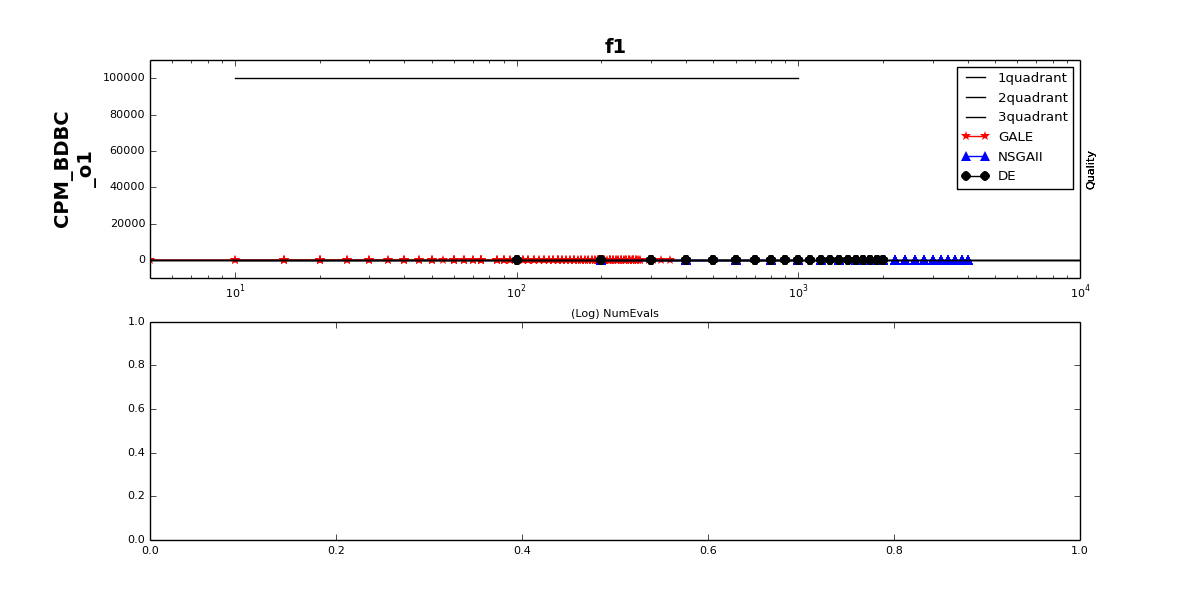 f1
CPM_BDBC
_o1
100000
80000
60000
40000
20000
0
1quadrant
2quadrant
3quadrant
GALE
NSGAII
DE
Quality
10^1
10^2
10^3
10^4
(Log) NumEvals
1.0
0.8
0.6
0.4
0.2
0.0
0.0 0.2 0.4 0.6 0.8 1.0